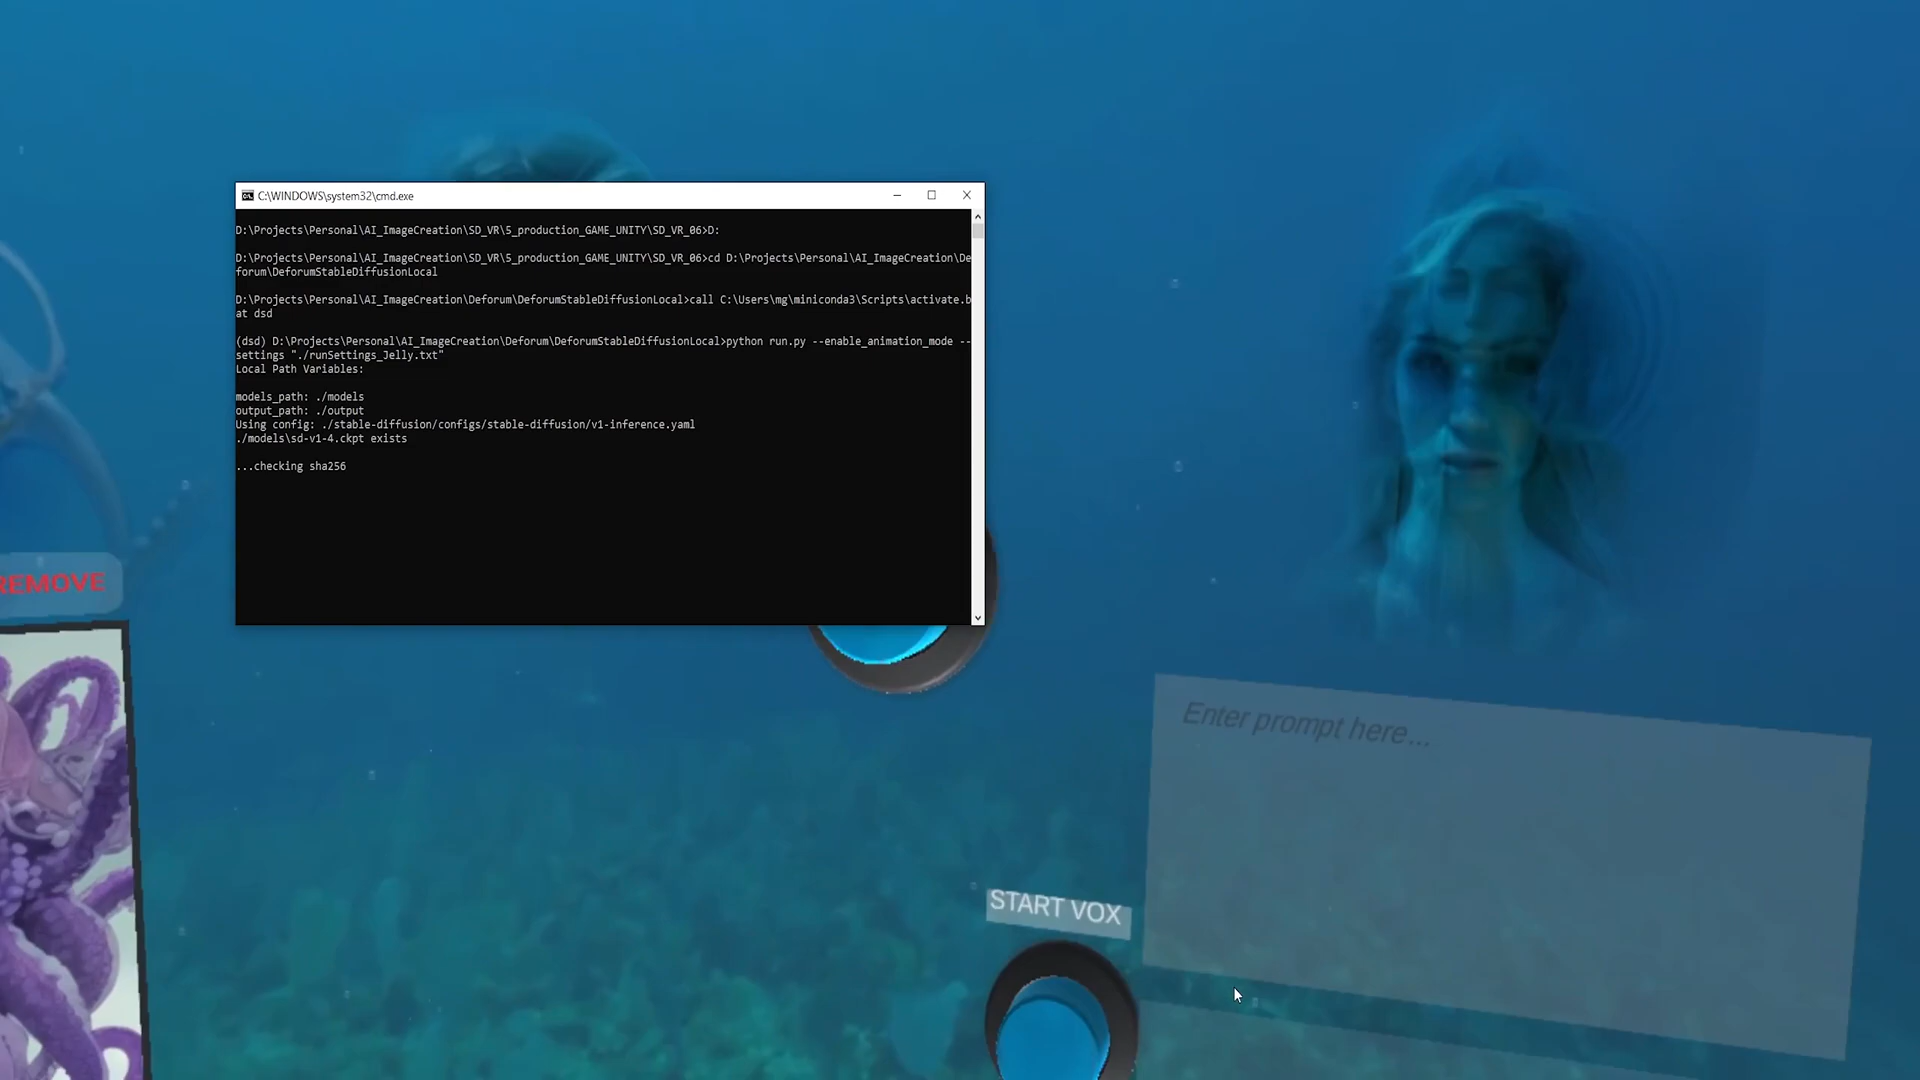 C:\WINDOWS\system32\cmd.exe
D:\Projects\Personal\AI_ImageCreation\SD_VR\5_production_GAME_UNITY\SD_VR_06>D:
D:\Projects\Personal\AI_ImageCreation\SD_VR\5_production_GAME_UNITY\SD_VR_06>cd D:\Projects\Personal\AI_ImageCreation\De
forum\DeforumStableDiffusionLocal
D:\Projects\Personal\AI_ImageCreation\Deforum\DeforumStableDiffusionLocal>call C:\Users\mg\miniconda3\Scripts\activate.b
at dsd
(dsd) D:\Projects\Personal\AI_ImageCreation\Deforum\DeforumStableDiffusionLocal>python run.py --enable_animation_mode --
settings "./runSettings_Jelly.txt"
Local Path Variables:
models_path: ./models
output_path: ./output
Using config: ./stable-diffusion/configs/stable-diffusion/v1-inference.yaml
./models\sd-v1-4.ckpt exists
...checking sha256
REMOVE
Enter prompt here...
START VOX